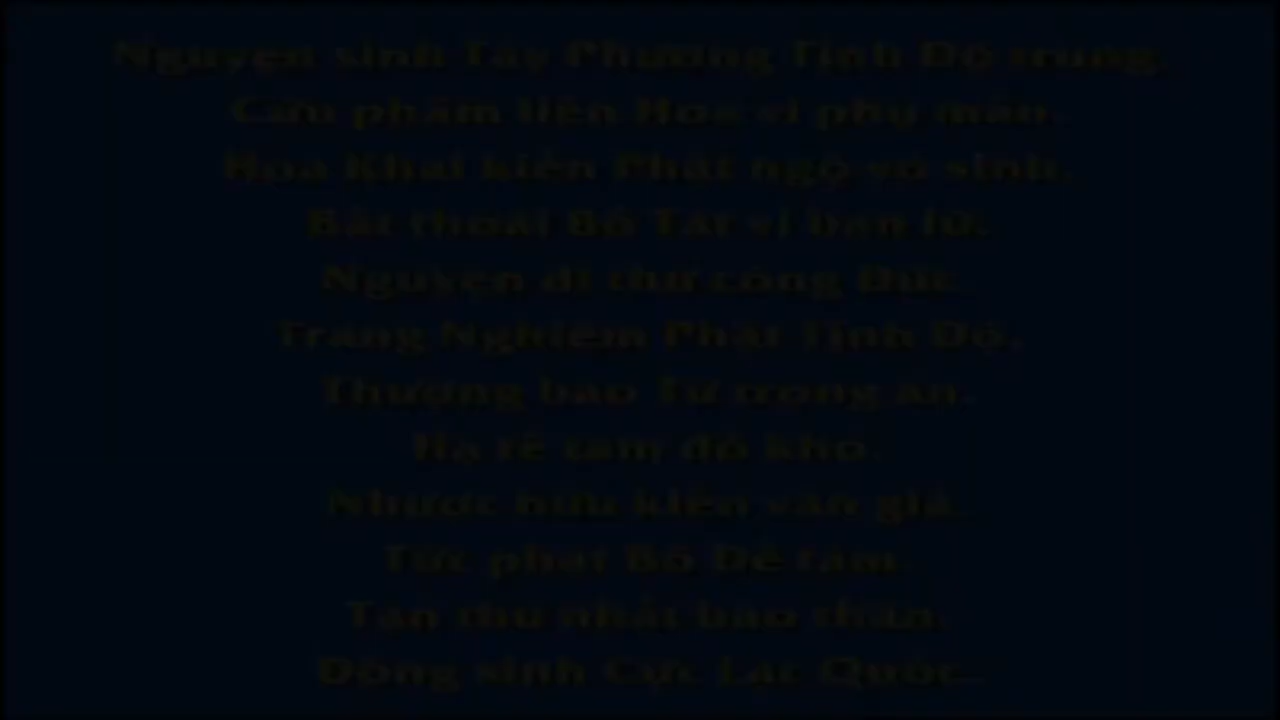 Nguyện sinh Tây Phương Tịnh Độ trung.
Cửu phẩm liên Hoa vi phụ mẫu.
Hoa Khai kiến Phật ngộ vô sinh.
Bất thoái Bồ Tát vi bạn lữ.
Nguyện dĩ thử công Đức.
Trang Nghiêm Phật Tịnh Độ.
Thượng báo Tứ trọng ân.
Hạ tế tam đồ khổ.
Nhược hữu kiến văn giả.
Tức phát Bồ Đề tâm.
Tận thử nhất báo thân.
Đồng sinh Cực Lạc Quốc.